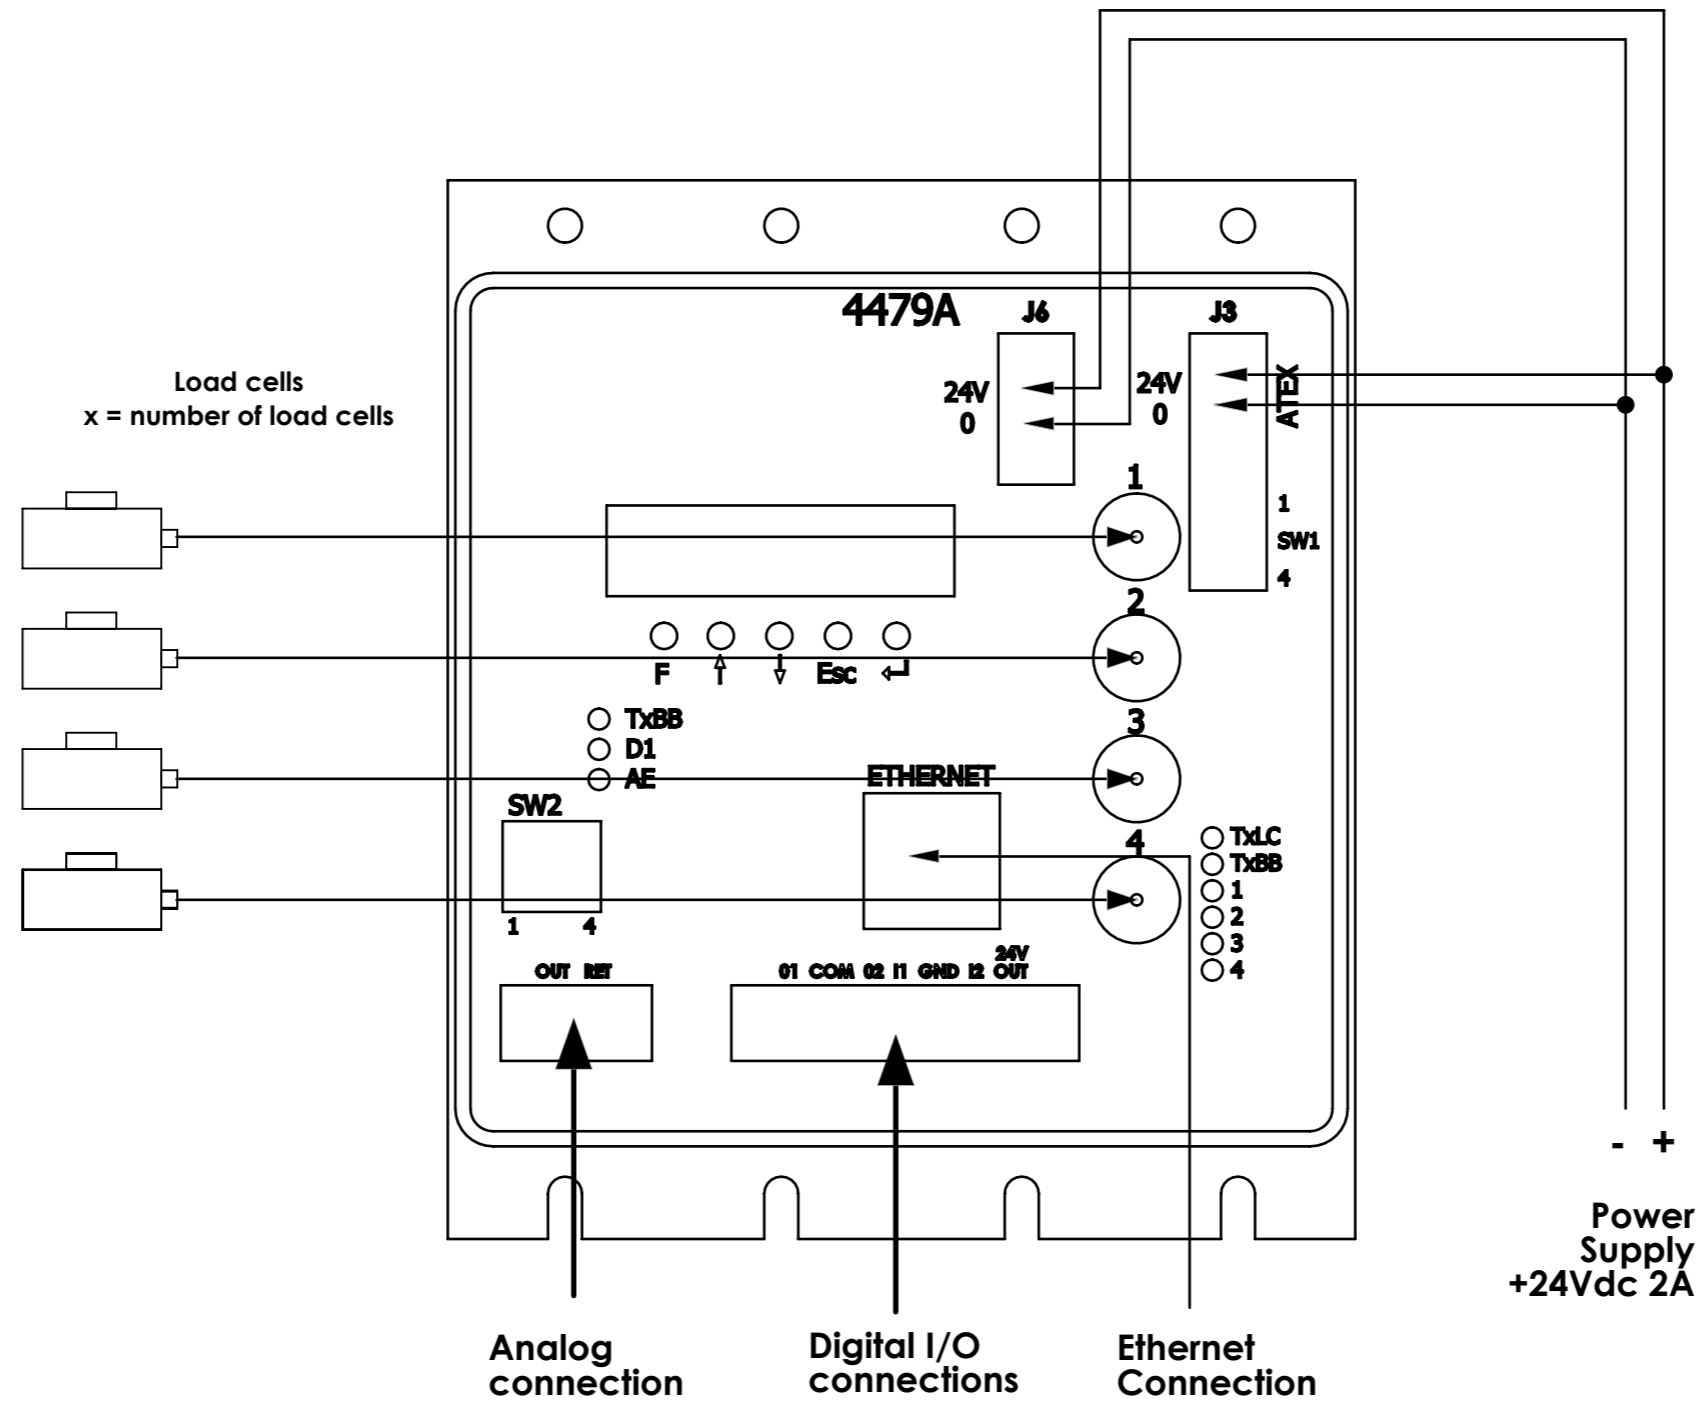 4479A
J6
J3
24V
0
24V
0
ATEX
Load cells
x = number of load cells
1
1
SW1
4
2
F
Esc
3
TxBB
D1
AE
ETHERNET
SW2
1 4
4
TxLC
TxBB
1
2
3
4
OUT RET
24V
01 COM 02 I1 GND I2 OUT
- +
Power
Supply
+24Vdc 2A
Analog
connection
Digital I/O
connections
Ethernet
Connection